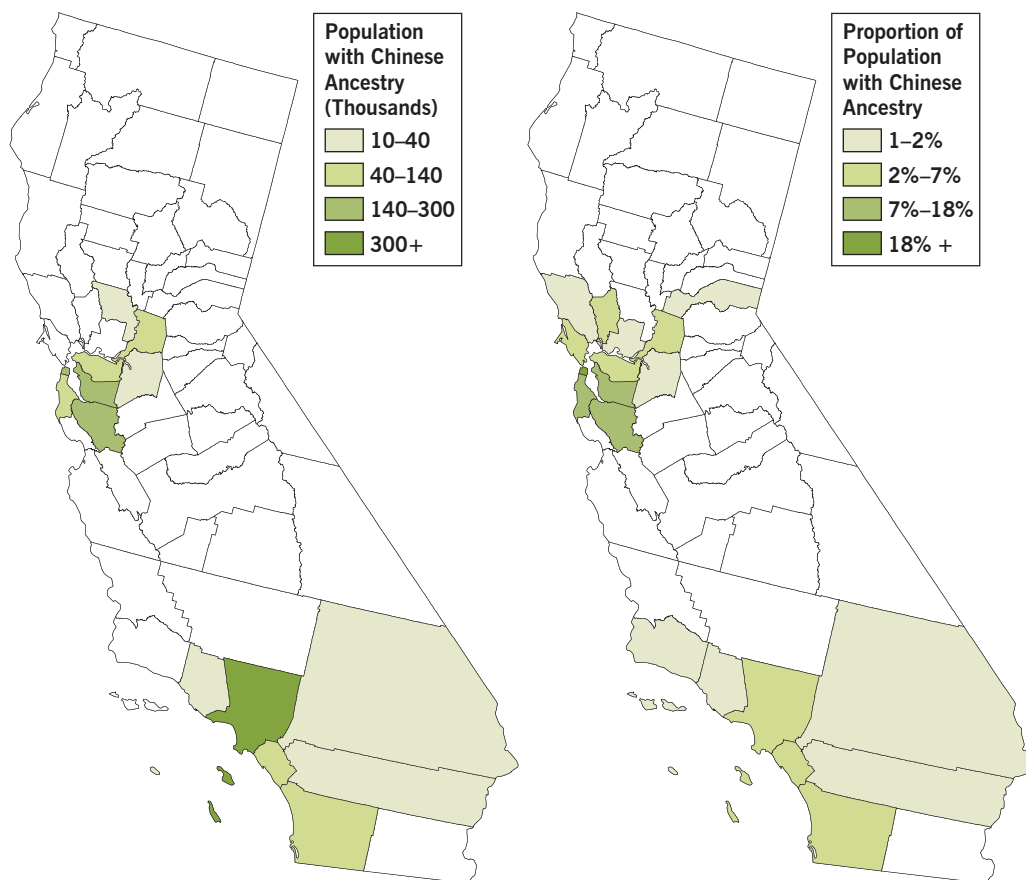 Population
with Chinese
Ancestry
(Thousands)
10–40
40–140
140–300
300+
Proportion of
Population
with Chinese
Ancestry
1–2%
2%–7%
7%–18%
18% +